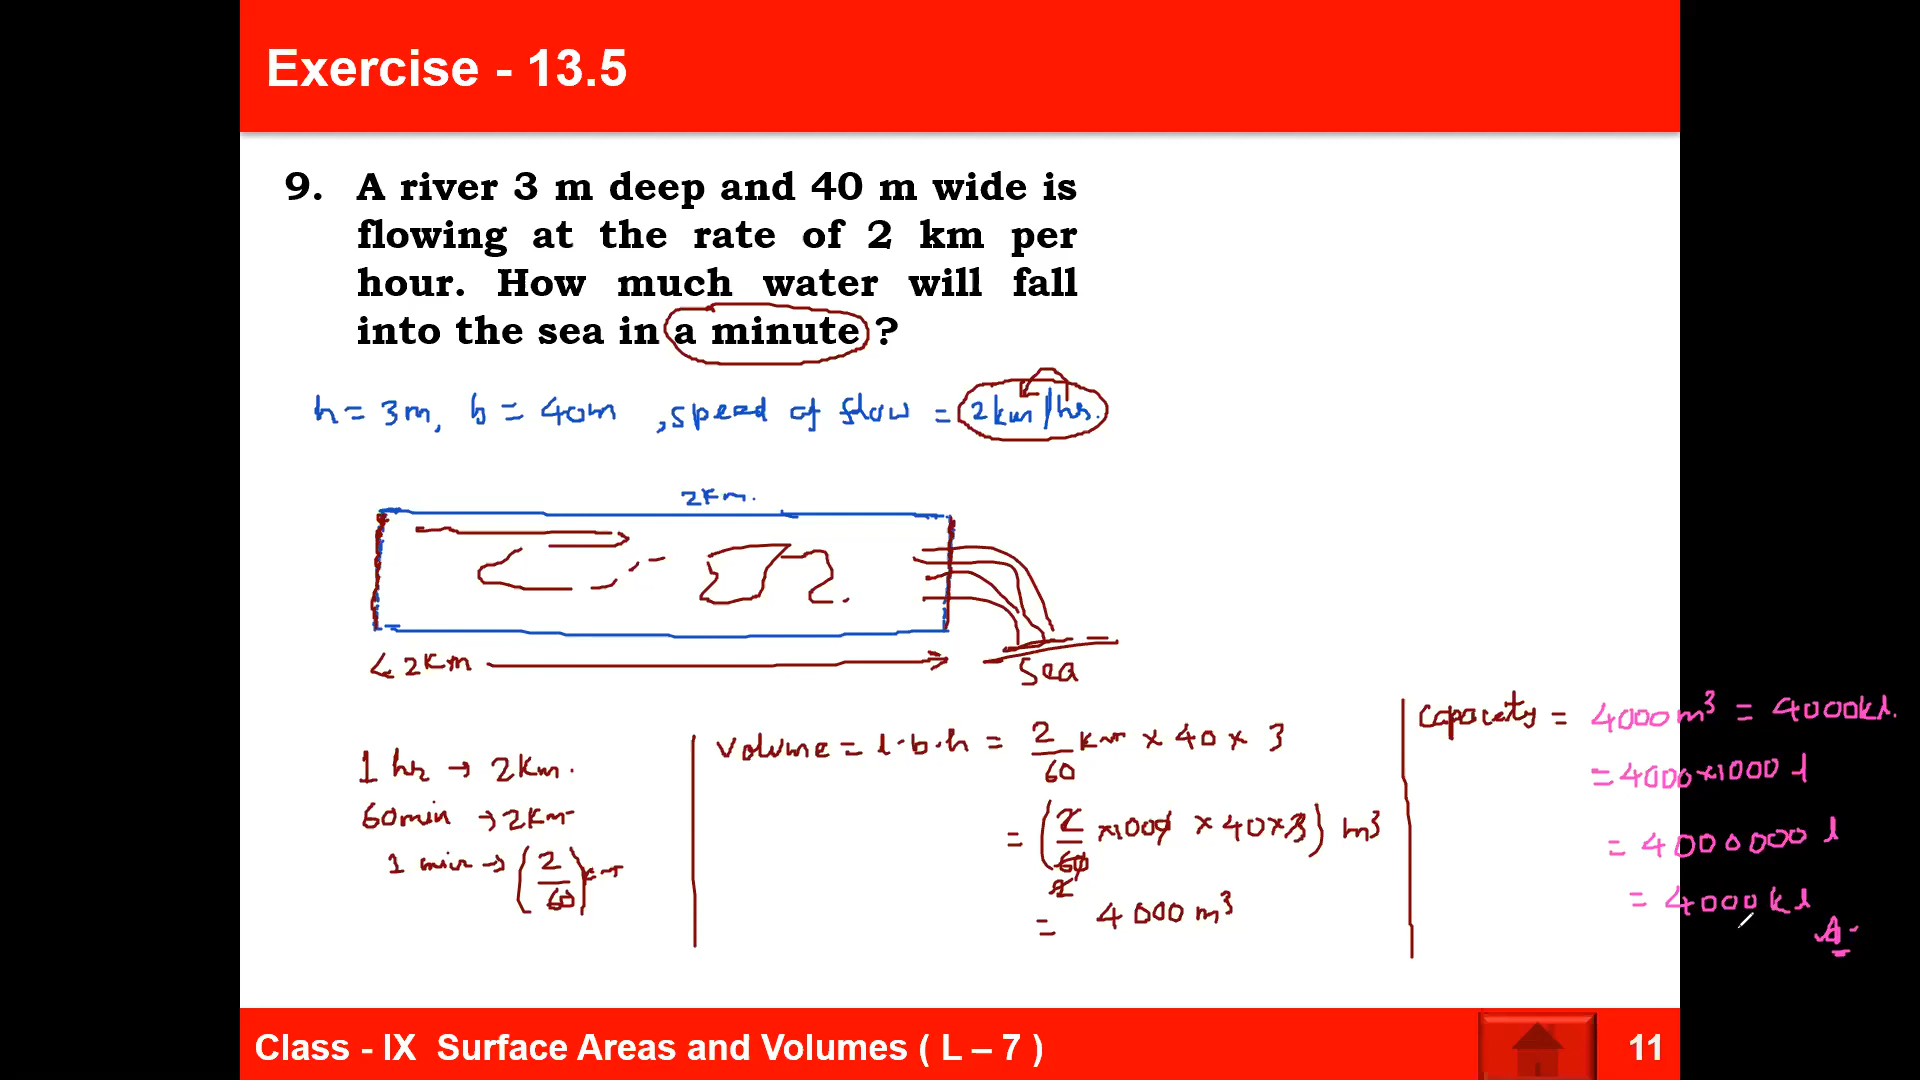 Exercise - 13.5
9. A river 3 m deep and 40 m wide is
flowing at the rate of 2 km per
hour. How much water will fall
into the sea in a minute ?
h = 3m, b = 40m , speed of flow = 2km/hr.
2km.
2km
Sea
1 hr → 2km.
60min → 2km
1 min → (2/60) km
Volume = l·b·h = 2/60 km × 40 × 3
= (2/60 ×1000 × 40×3) m³
2
= 4000 m³
Capacity = 4000m³ = 4000kl.
= 4000×1000 l
= 4000000 l
= 4000kl
Class - IX Surface Areas and Volumes ( L – 7 )
11